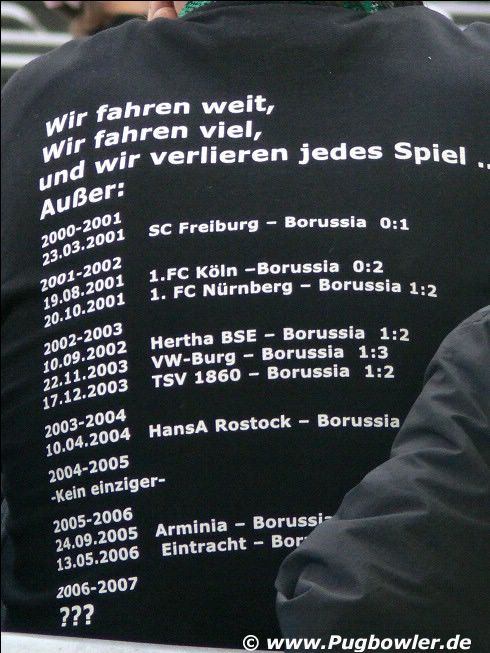 Wir fahren weit,
Wir fahren viel,
und wir verlieren jedes Spiel ..
Außer:
2000-2001
23.03.2001 SC Freiburg – Borussia 0:1
2001-2002
19.08.2001 1.FC Köln –Borussia 0:2
20.10.2001 1. FC Nürnberg – Borussia 1:2
2002-2003
10.09.2002 Hertha BSE – Borussia 1:2
22.11.2003 VW-Burg – Borussia 1:3
17.12.2003 TSV 1860 – Borussia 1:2
2003-2004
10.04.2004 HansA Rostock – Borussia
2004-2005
-Kein einziger-
2005-2006
24.09.2005 Arminia – Borussia
13.05.2006 Eintracht –
2006-2007
???
© www.Pugbowler.de